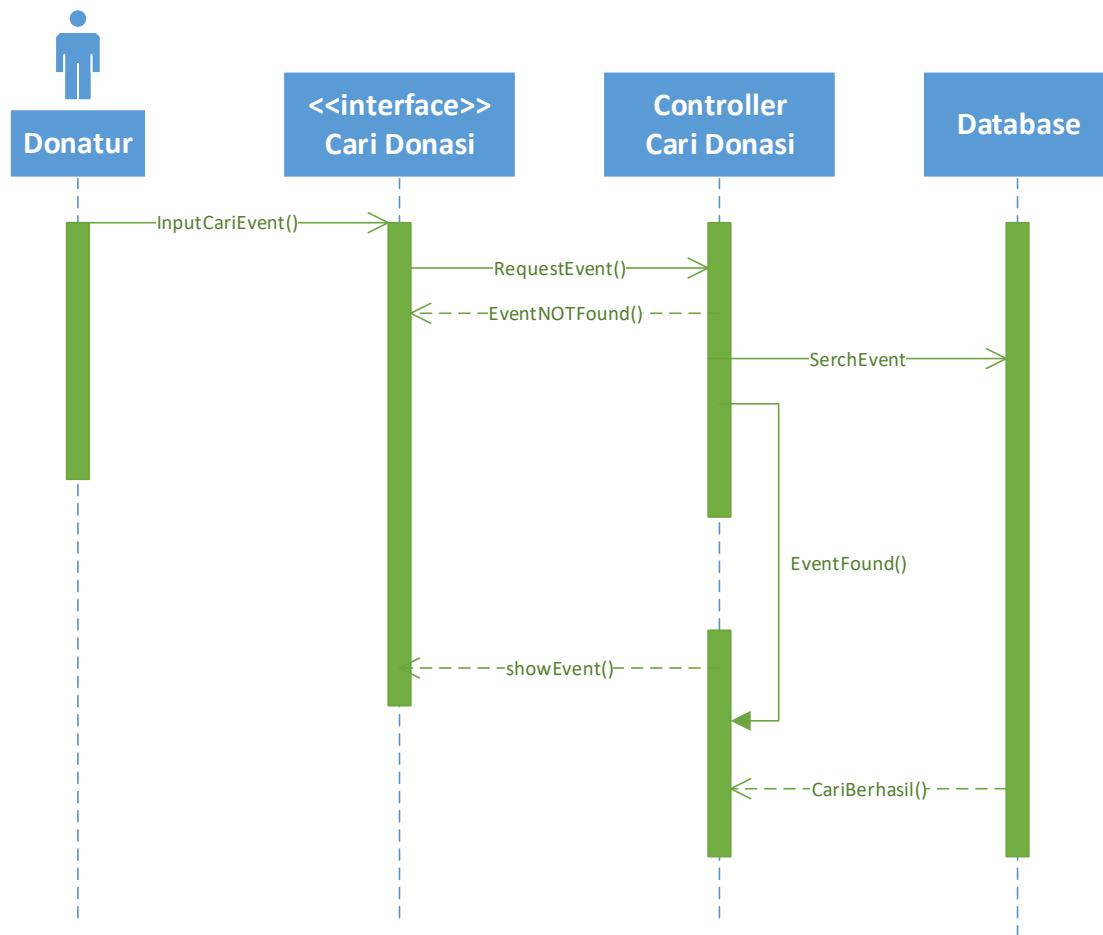 Donatur
<<interface>>
Cari Donasi
Controller
Cari Donasi
Database
InputCariEvent()
RequestEvent()
EventNOTFound()
SerchEvent
EventFound()
showEvent()
CariBerhasil()